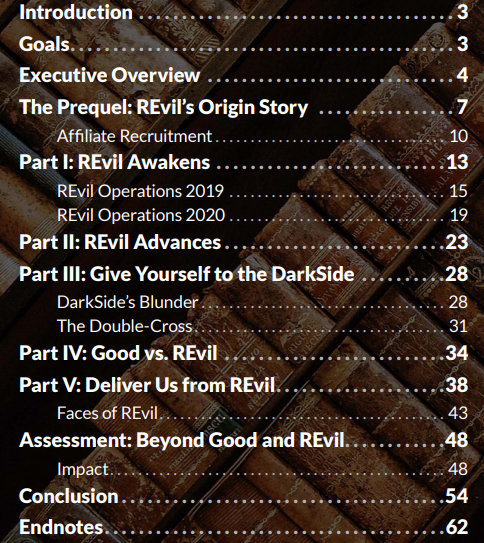 Introduction ........................................ 3
Goals ........................................ 3
Executive Overview ........................................ 4
The Prequel: REvil's Origin Story ........................................ 7
Affiliate Recruitment ........................................ 10
Part I: REvil Awakens ........................................ 13
REvil Operations 2019 ........................................ 15
REvil Operations 2020 ........................................ 19
Part II: REvil Advances ........................................ 23
Part III: Give Yourself to the DarkSide ........................................ 28
DarkSide's Blunder ........................................ 28
The Double-Cross ........................................ 31
Part IV: Good vs. REvil ........................................ 34
Part V: Deliver Us from REvil ........................................ 38
Faces of REvil ........................................ 43
Assessment: Beyond Good and REvil ........................................ 48
Impact ........................................ 48
Conclusion ........................................ 54
Endnotes ........................................ 62